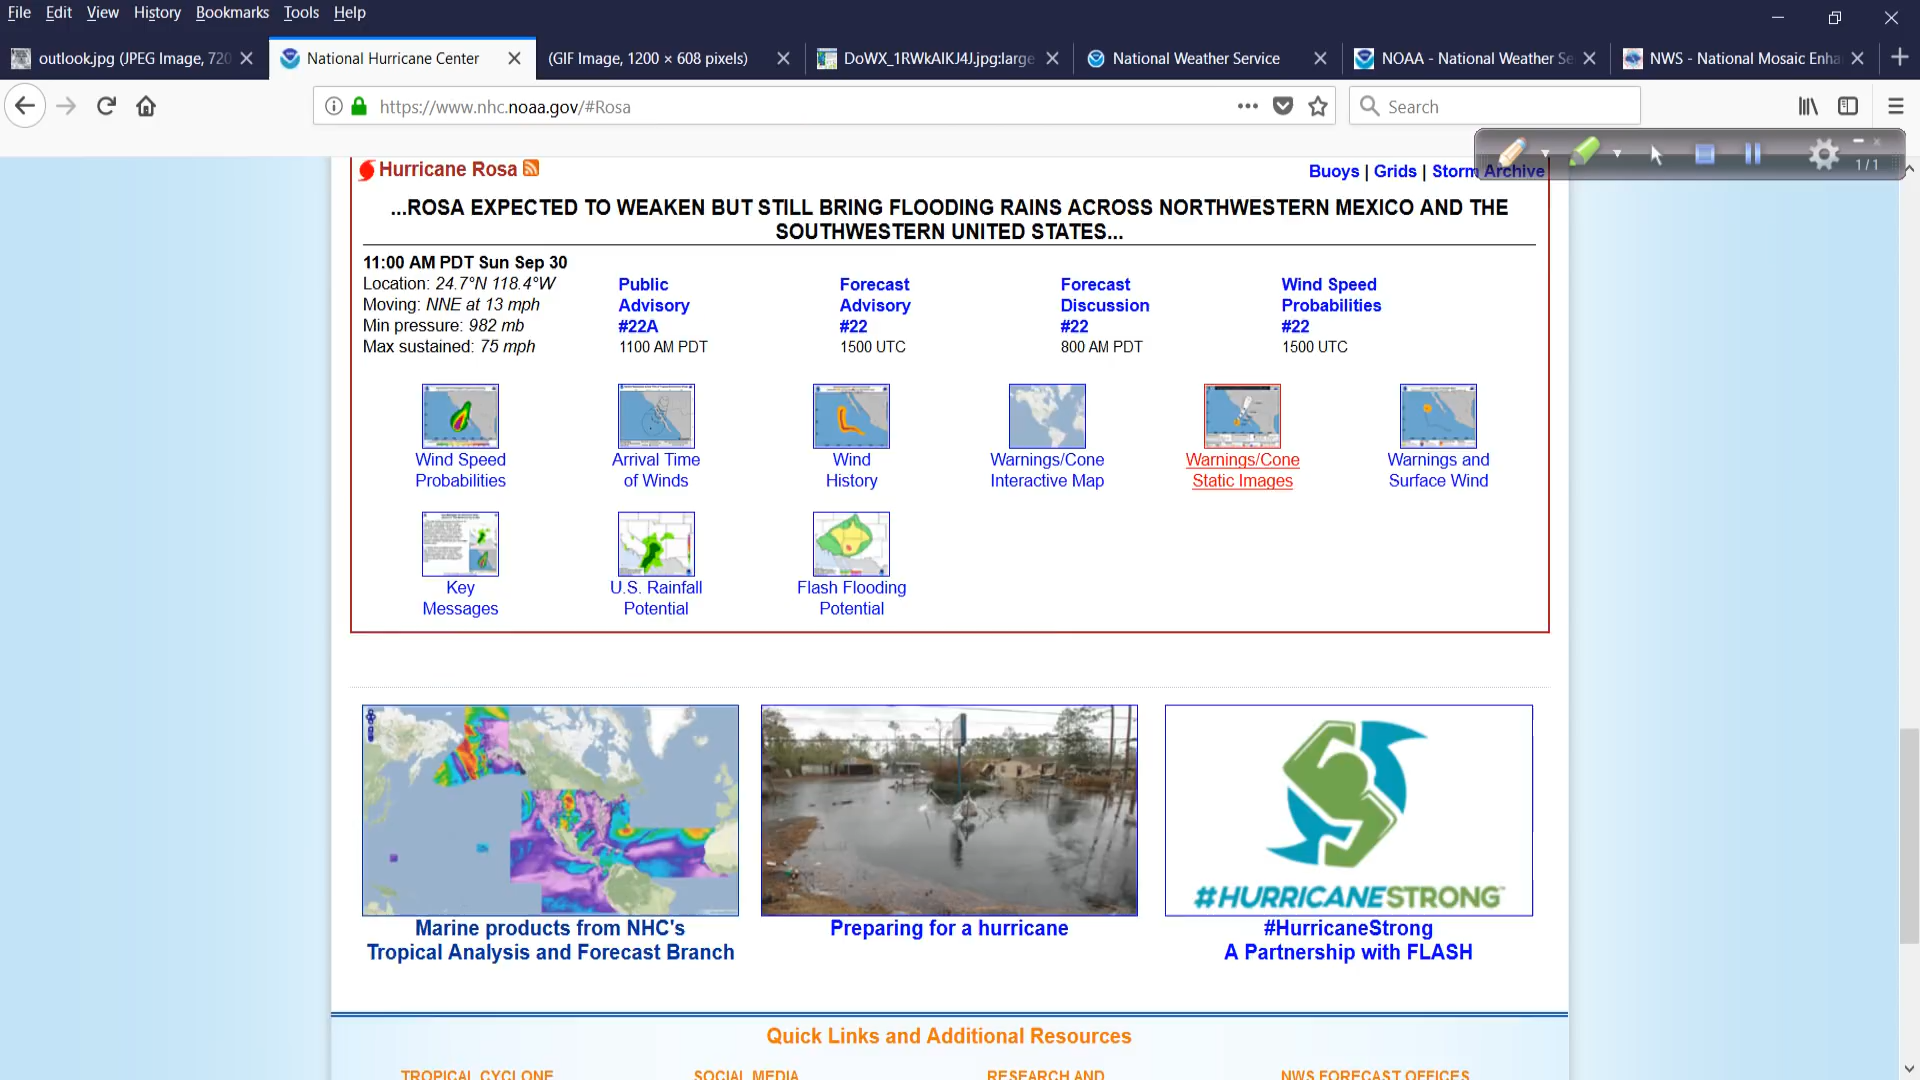 File Edit View History Bookmarks Tools Help
outlook.jpg (JPEG Image, 720
National Hurricane Center
(GIF Image, 1200 × 608 pixels)
DoWX_1RWkAIKJ4J.jpg:large
National Weather Service
NOAA - National Weather Se
NWS - National Mosaic Enha
https://www.nhc.noaa.gov/#Rosa
Search
1/1
Hurricane Rosa
Buoys | Grids | Storm Archive
...ROSA EXPECTED TO WEAKEN BUT STILL BRING FLOODING RAINS ACROSS NORTHWESTERN MEXICO AND THE
SOUTHWESTERN UNITED STATES...
11:00 AM PDT Sun Sep 30
Location: 24.7°N 118.4°W
Moving: NNE at 13 mph
Min pressure: 982 mb
Max sustained: 75 mph
Public
Advisory
#22A
1100 AM PDT
Forecast
Advisory
#22
1500 UTC
Forecast
Discussion
#22
800 AM PDT
Wind Speed
Probabilities
#22
1500 UTC
Wind Speed
Probabilities
Arrival Time
of Winds
Wind
History
Warnings/Cone
Interactive Map
Warnings/Cone
Static Images
Warnings and
Surface Wind
Key
Messages
U.S. Rainfall
Potential
Flash Flooding
Potential
#HURRICANESTRONG™
Marine products from NHC's
Tropical Analysis and Forecast Branch
Preparing for a hurricane
#HurricaneStrong
A Partnership with FLASH
Quick Links and Additional Resources
TROPICAL CYCLONE
SOCIAL MEDIA
RESEARCH AND
NWS FORECAST OFFICES